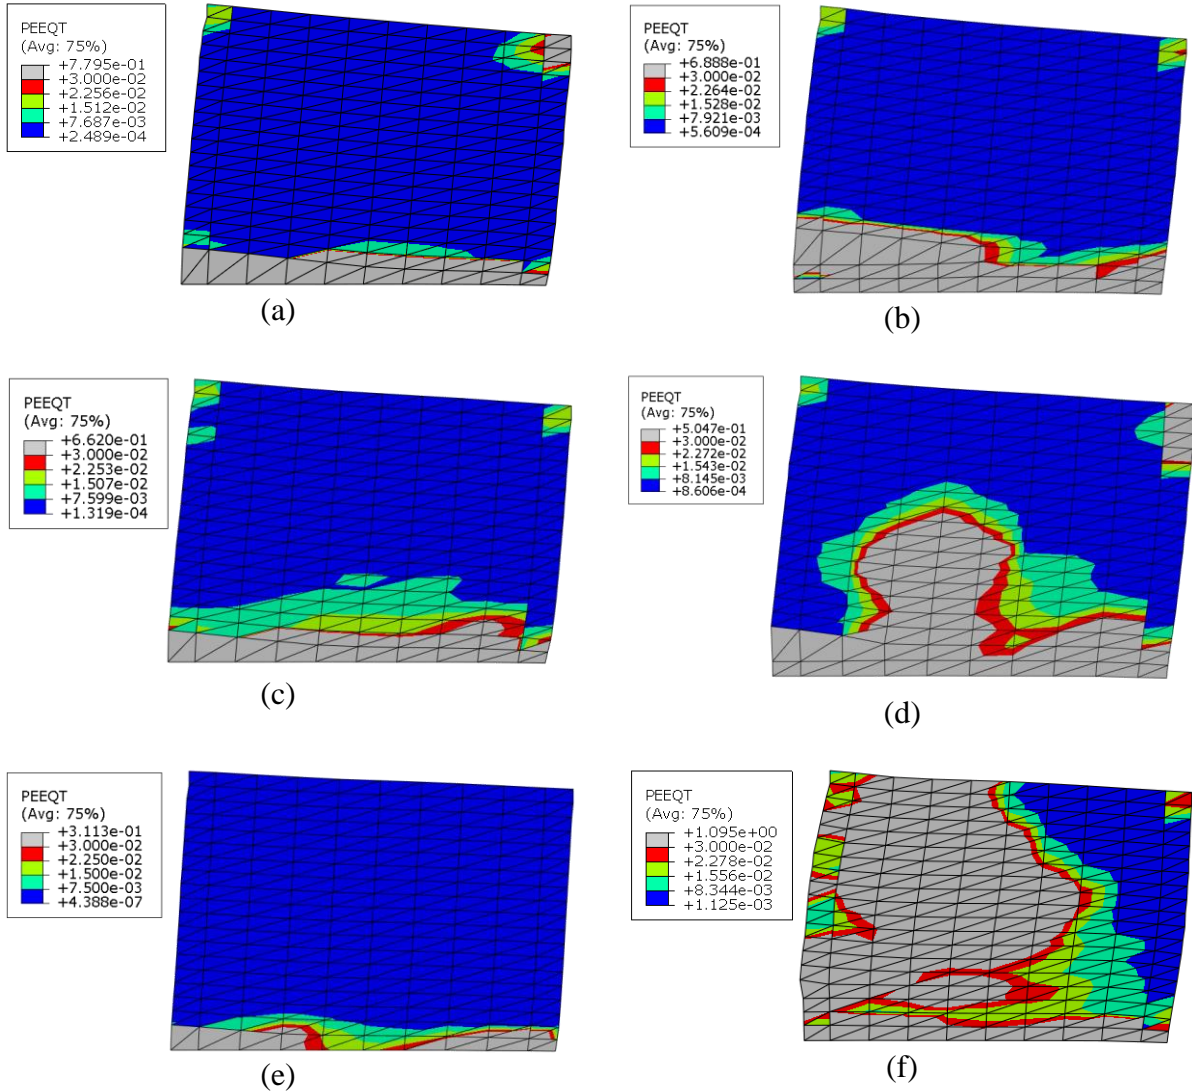 PEEQT
(Avg: 75%)
+7.795e-01
+3.000e-02
+2.256e-02
+1.512e-02
+7.687e-03
+2.489e-04
(a)
PEEQT
(Avg: 75%)
+6.888e-01
+3.000e-02
+2.264e-02
+1.528e-02
+7.921e-03
+5.609e-04
(b)
PEEQT
(Avg: 75%)
+6.620e-01
+3.000e-02
+2.253e-02
+1.507e-02
+7.599e-03
+1.319e-04
(c)
PEEQT
(Avg: 75%)
+5.047e-01
+3.000e-02
+2.272e-02
+1.543e-02
+8.145e-03
+8.606e-04
(d)
PEEQT
(Avg: 75%)
+3.113e-01
+3.000e-02
+2.250e-02
+1.500e-02
+7.500e-03
+4.388e-07
(e)
PEEQT
(Avg: 75%)
+1.095e+00
+3.000e-02
+2.278e-02
+1.556e-02
+8.344e-03
+1.125e-03
(f)